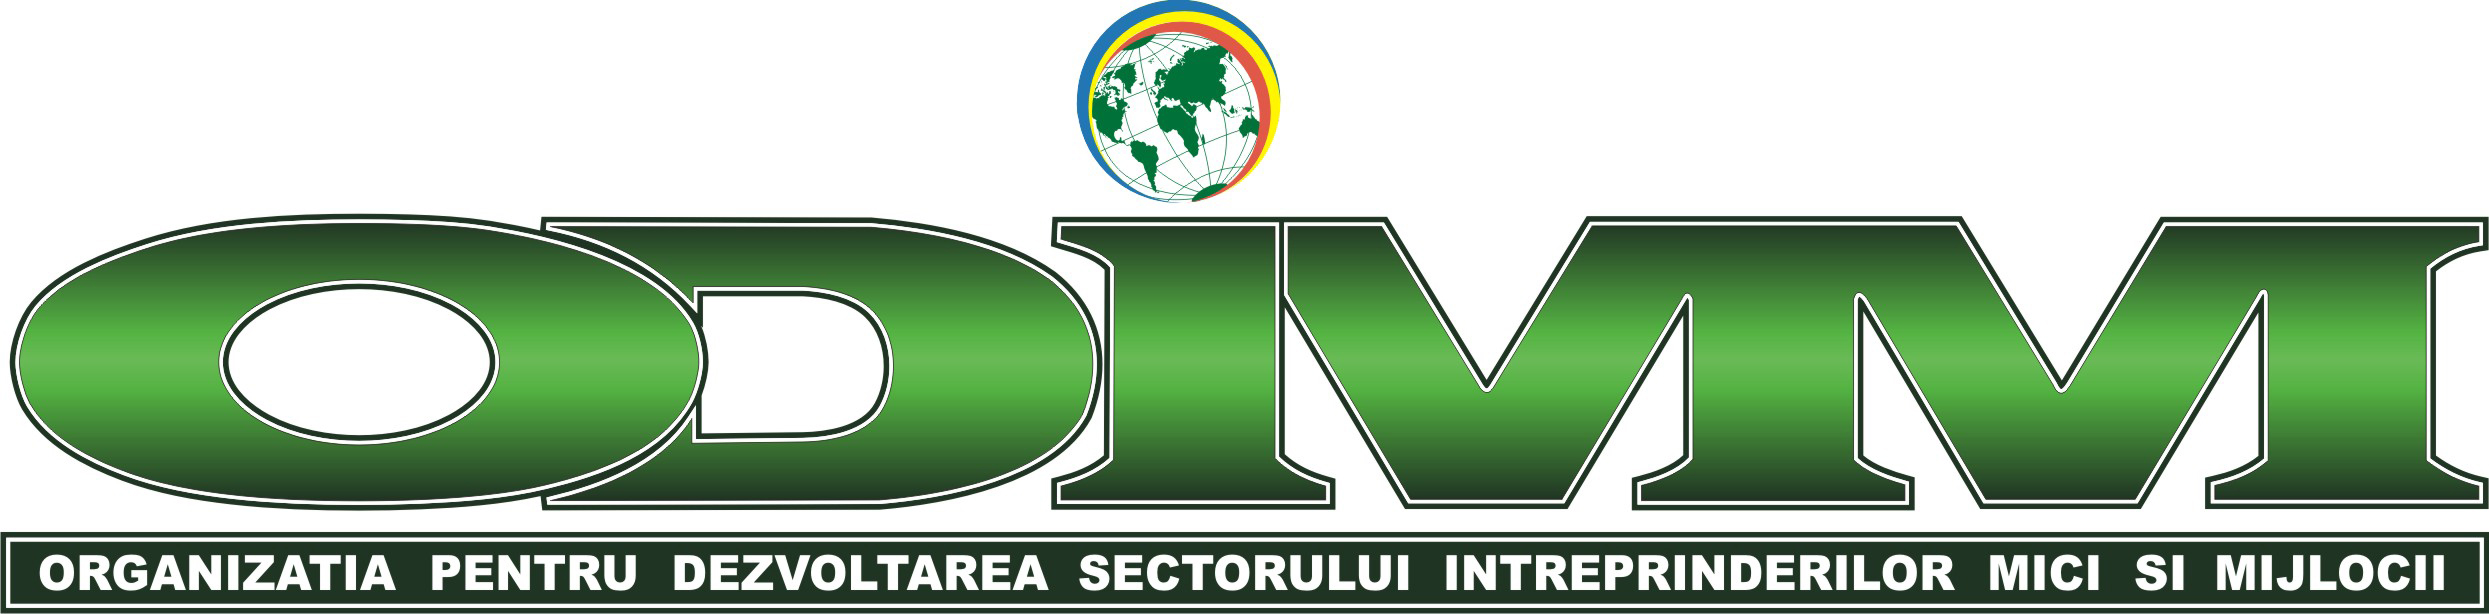 ODiMM
ORGANIZATIA PENTRU DEZVOLTAREA SECTORULUI INTREPRINDERILOR MICI SI MIJLOCII